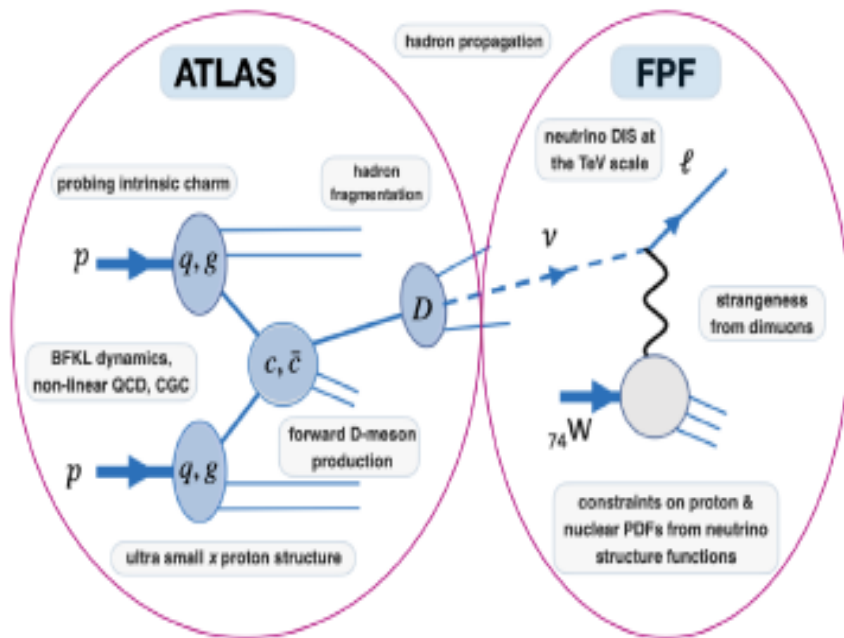 hadron propagation
ATLAS
FPF
neutrino DIS at
the TeV scale
ℓ
hadron
fragmentation
probing intrinsic charm
p
q, g
ν
D
strangeness
from dimuons
BFKL dynamics,
non-linear QCD, CGC
c, c̄
₇₄W
forward D-meson
production
p
q, g
constraints on proton &
nuclear PDFs from neutrino
structure functions
ultra small x proton structure